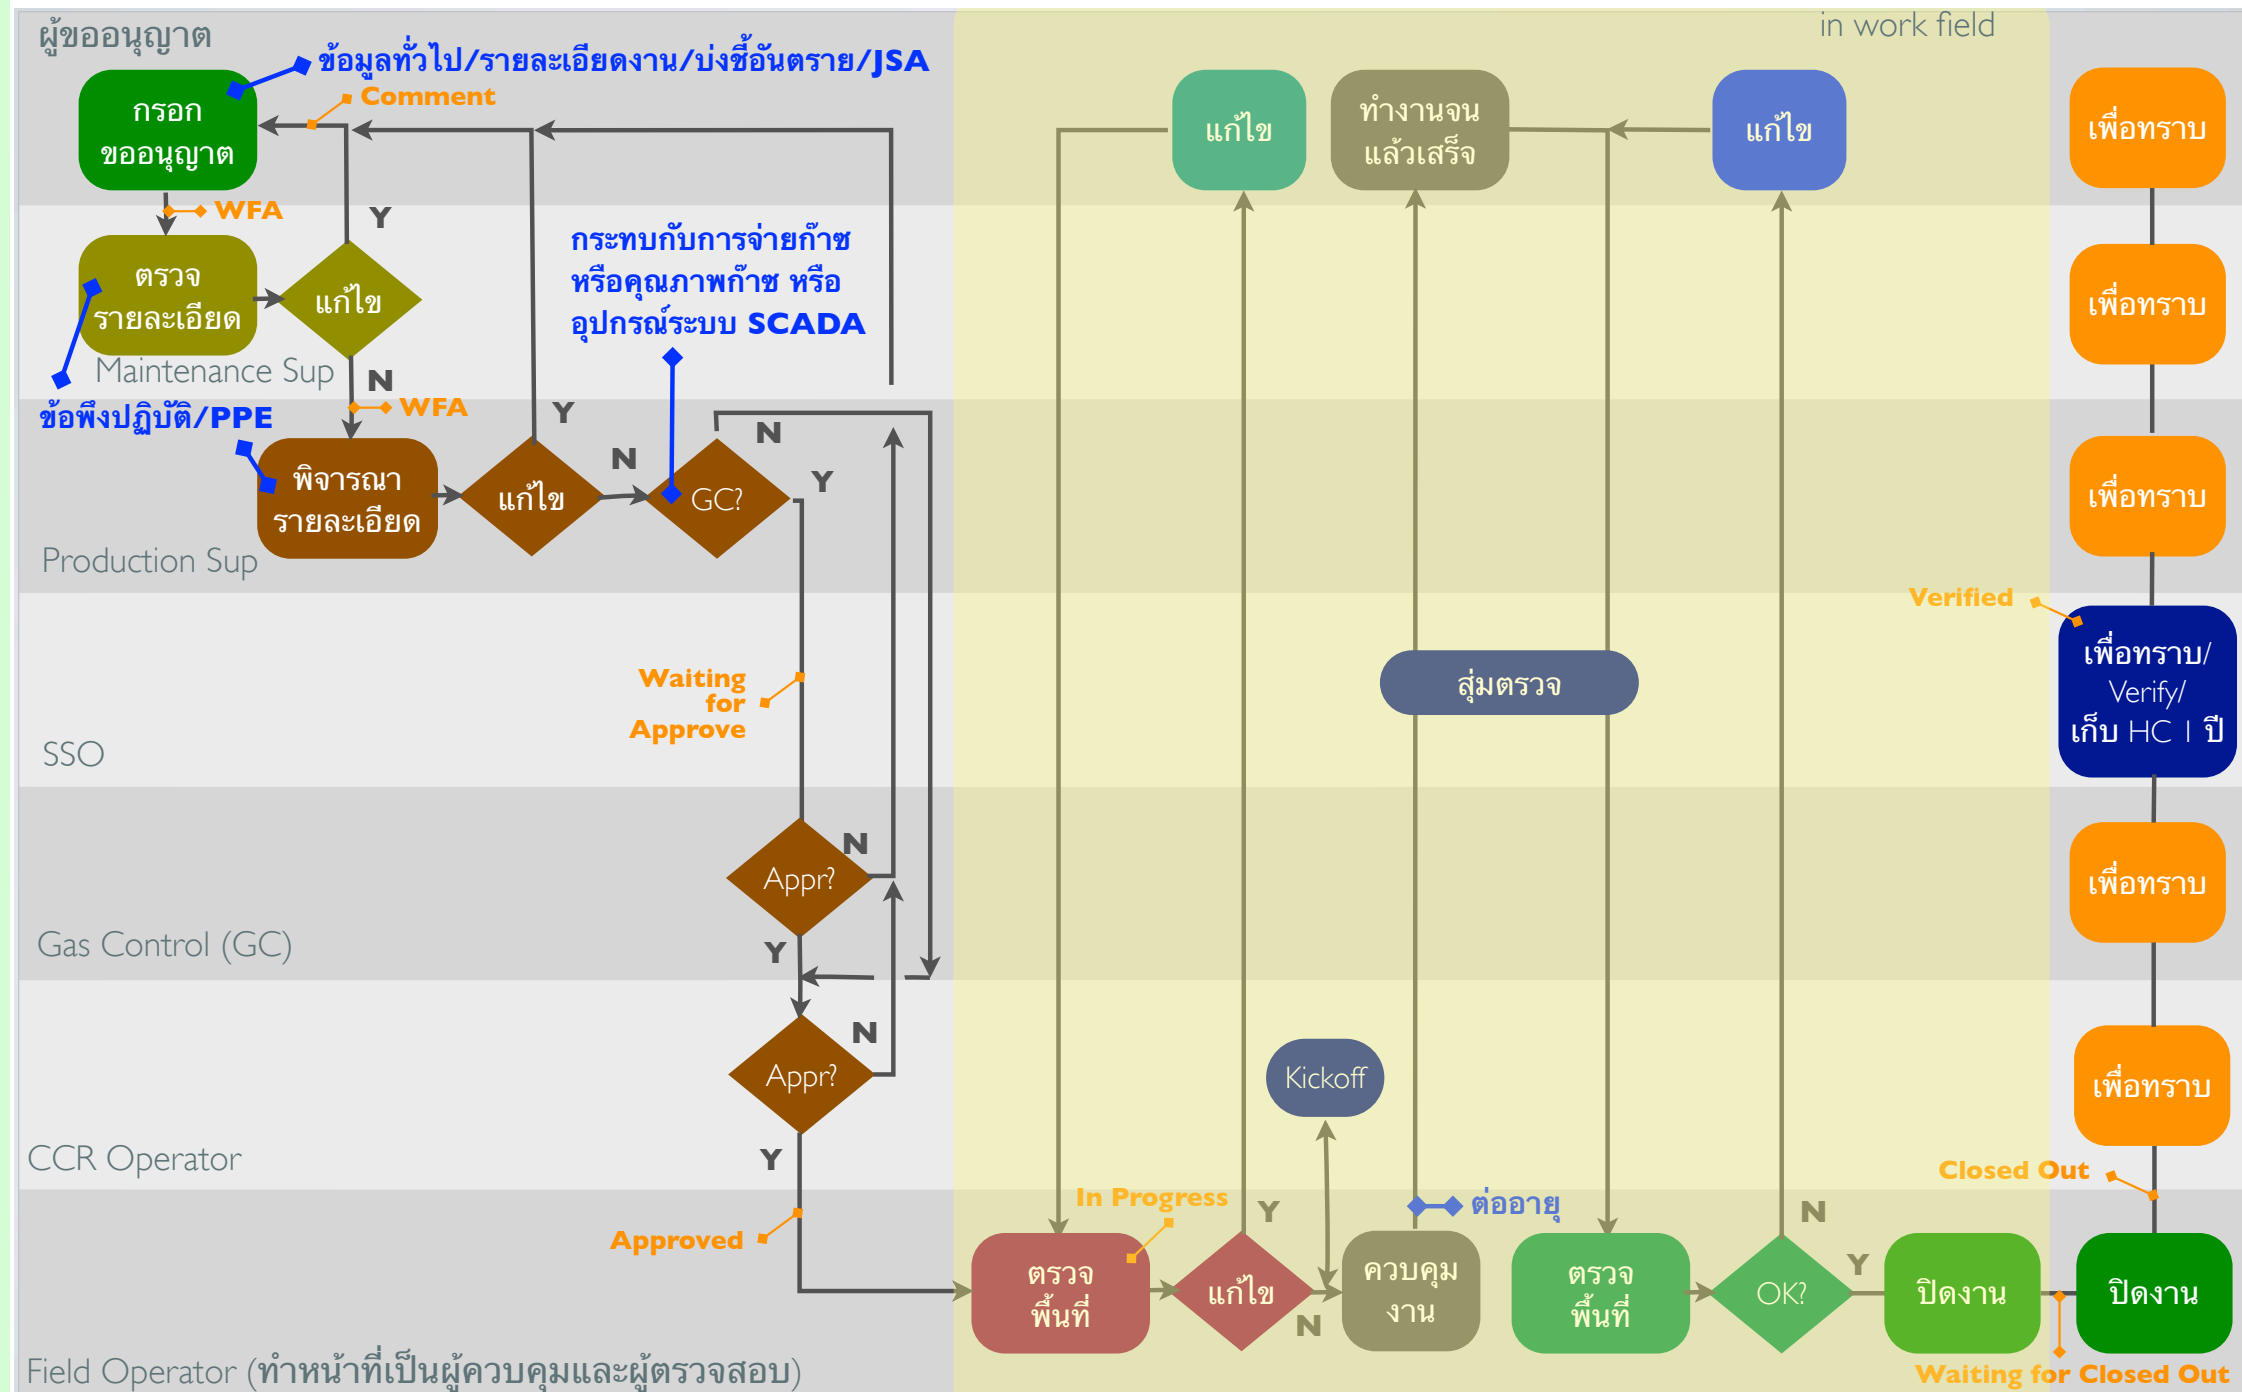 ผู้ขออนุญาต
in work field
ข้อมูลทั่วไป/รายละเอียดงาน/บ่งชี้อันตราย/JSA
Comment
กรอก
ขออนุญาต
แก้ไข
ทำงานจน
แล้วเสร็จ
แก้ไข
เพื่อทราบ
WFA
Y
กระทบกับการจ่ายก๊าซ
หรือคุณภาพก๊าซ หรือ
อุปกรณ์ระบบ SCADA
ตรวจ
รายละเอียด
แก้ไข
เพื่อทราบ
Maintenance Sup
N
WFA
ข้อพึงปฏิบัติ/PPE
Y
N
N
Y
พิจารณา
รายละเอียด
แก้ไข
GC?
เพื่อทราบ
Production Sup
Verified
Waiting
for
Approve
สุ่มตรวจ
เพื่อทราบ/
Verify/
เก็บ HC 1 ปี
SSO
N
Appr?
เพื่อทราบ
Gas Control (GC)
Y
N
Appr?
Kickoff
เพื่อทราบ
CCR Operator
Y
Closed Out
In Progress
Y
ต่ออายุ
N
Approved
Y
ตรวจ
พื้นที่
แก้ไข
N
ควบคุม
งาน
ตรวจ
พื้นที่
OK?
ปิดงาน
ปิดงาน
Field Operator (ทำหน้าที่เป็นผู้ควบคุมและผู้ตรวจสอบ)
Waiting for Closed Out